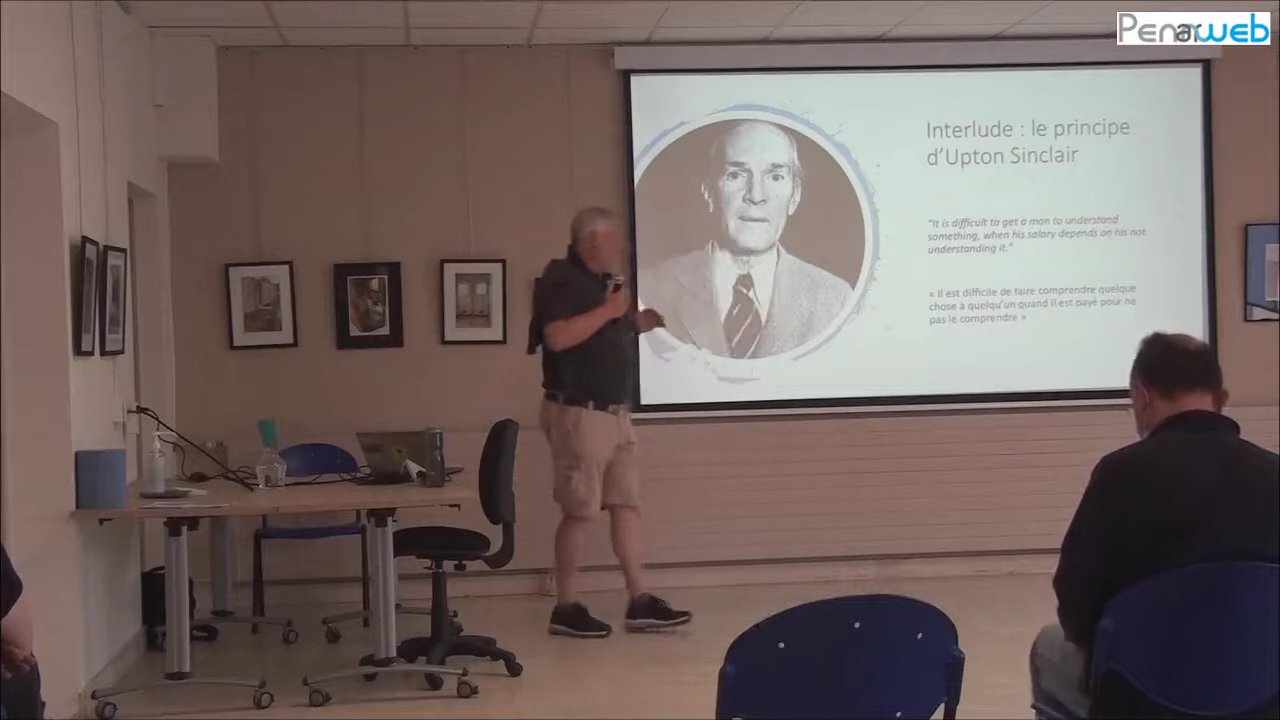 Penarweb
Interlude : le principe
d'Upton Sinclair
"It is difficult to get a man to understand
something, when his salary depends on his not
understanding it."
« Il est difficile de faire comprendre quelque
chose à quelqu'un quand il est payé pour ne
pas le comprendre »